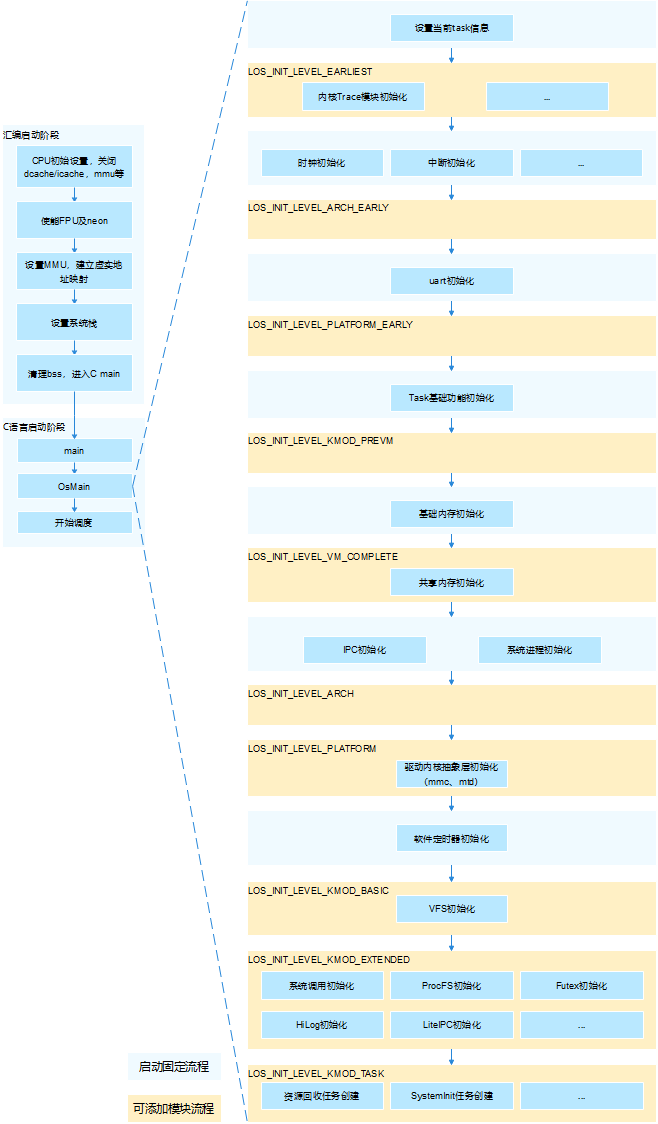 汇编启动阶段
CPU初始设置，关闭
dcache/icache，mmu等
使能FPU及neon
设置MMU，建立虚实地
址映射
设置系统栈
清理bss，进入C main
C语言启动阶段
main
OsMain
开始调度
设置当前task信息
LOS_INIT_LEVEL_EARLIEST
内核Trace模块初始化
...
时钟初始化
中断初始化
...
LOS_INIT_LEVEL_ARCH_EARLY
uart初始化
LOS_INIT_LEVEL_PLATFORM_EARLY
Task基础功能初始化
LOS_INIT_LEVEL_KMOD_PREVM
基础内存初始化
LOS_INIT_LEVEL_VM_COMPLETE
共享内存初始化
IPC初始化
系统进程初始化
LOS_INIT_LEVEL_ARCH
LOS_INIT_LEVEL_PLATFORM
驱动内核抽象层初始化
（mmc、mtd）
软件定时器初始化
LOS_INIT_LEVEL_KMOD_BASIC
VFS初始化
LOS_INIT_LEVEL_KMOD_EXTENDED
系统调用初始化
ProcFS初始化
Futex初始化
HiLog初始化
LiteIPC初始化
...
LOS_INIT_LEVEL_KMOD_TASK
资源回收任务创建
SystemInit任务创建
...
启动固定流程
可添加模块流程